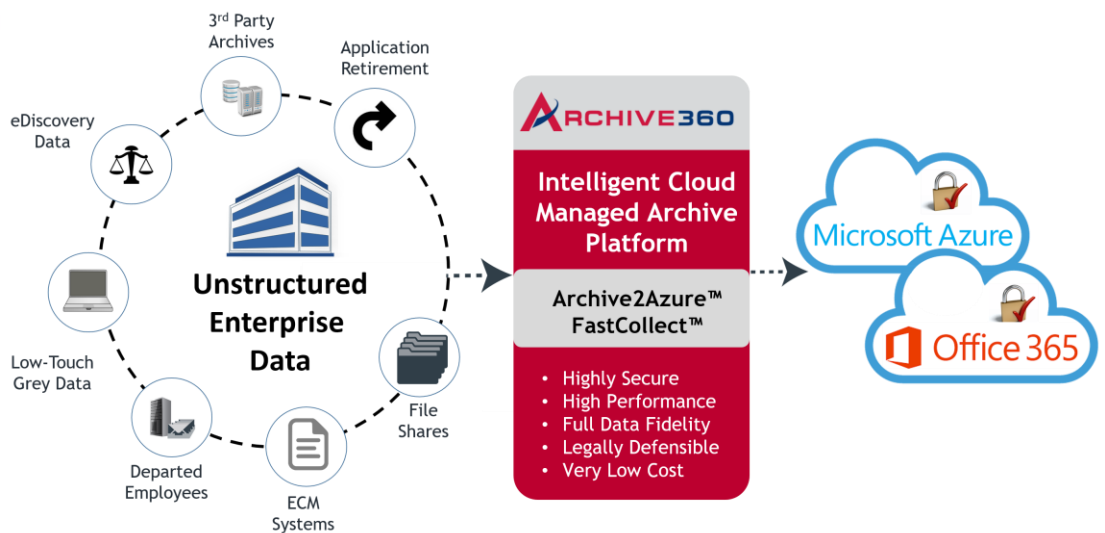 3rd Party
Archives
Application
Retirement
eDiscovery
Data
Low-Touch
Grey Data
Departed
Employees
ECM
Systems
File
Shares
Unstructured
Enterprise
Data
ARCHIVE360
Intelligent Cloud
Managed Archive
Platform
Archive2Azure™
FastCollect™
• Highly Secure
• High Performance
• Full Data Fidelity
• Legally Defensible
• Very Low Cost
Microsoft Azure
Office 365